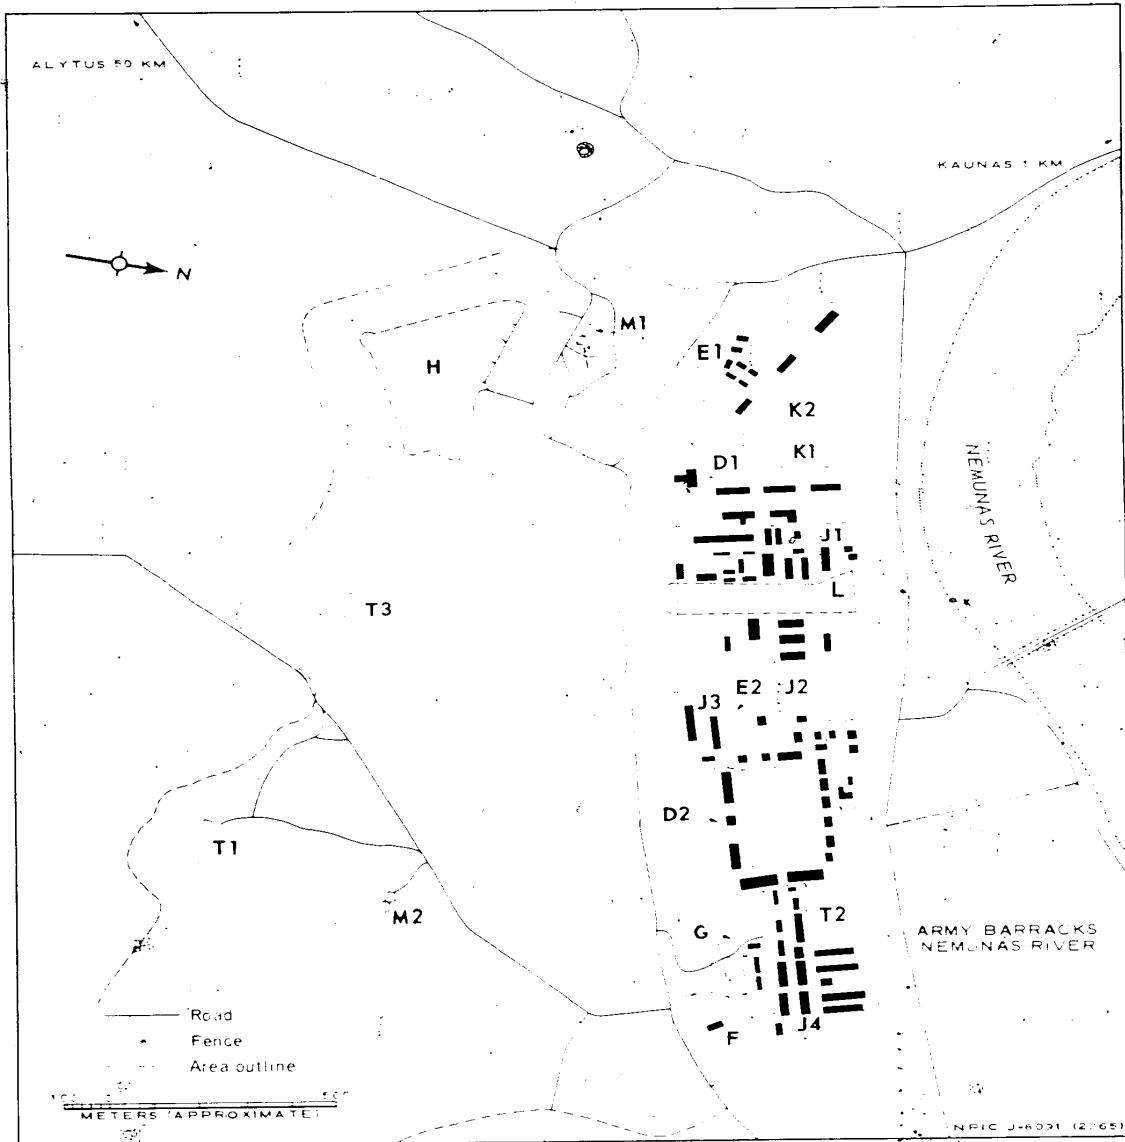 ALYTUS 50 KM
KAUNAS 1 KM
N
M1
E1
H
K2
K1
D1
NEMUNAS RIVER
J1
L
T3
E2
J2
J3
D2
T1
M2
T2
G
ARMY BARRACKS
NEMUNAS RIVER
J4
F
Road
Fence
Area outline
METERS (APPROXIMATE)
NPIC J-6091 (2/65)